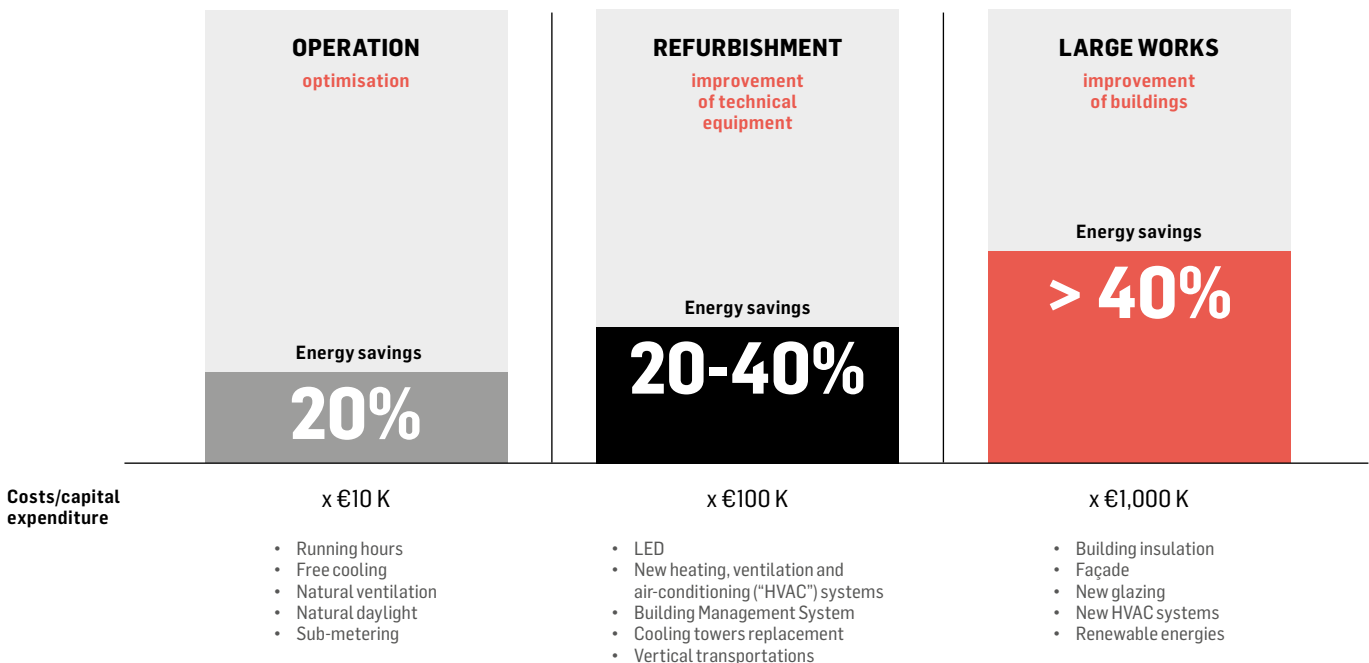 OPERATION
optimisation
Energy savings
20%
REFURBISHMENT
improvement
of technical
equipment
Energy savings
20-40%
LARGE WORKS
improvement
of buildings
Energy savings
> 40%
Costs/capital
expenditure
x €10 K
• Running hours
• Free cooling
• Natural ventilation
• Natural daylight
• Sub-metering
x €100 K
• LED
• New heating, ventilation and
air-conditioning (“HVAC”) systems
• Building Management System
• Cooling towers replacement
• Vertical transportations
x €1,000 K
• Building insulation
• Façade
• New glazing
• New HVAC systems
• Renewable energies